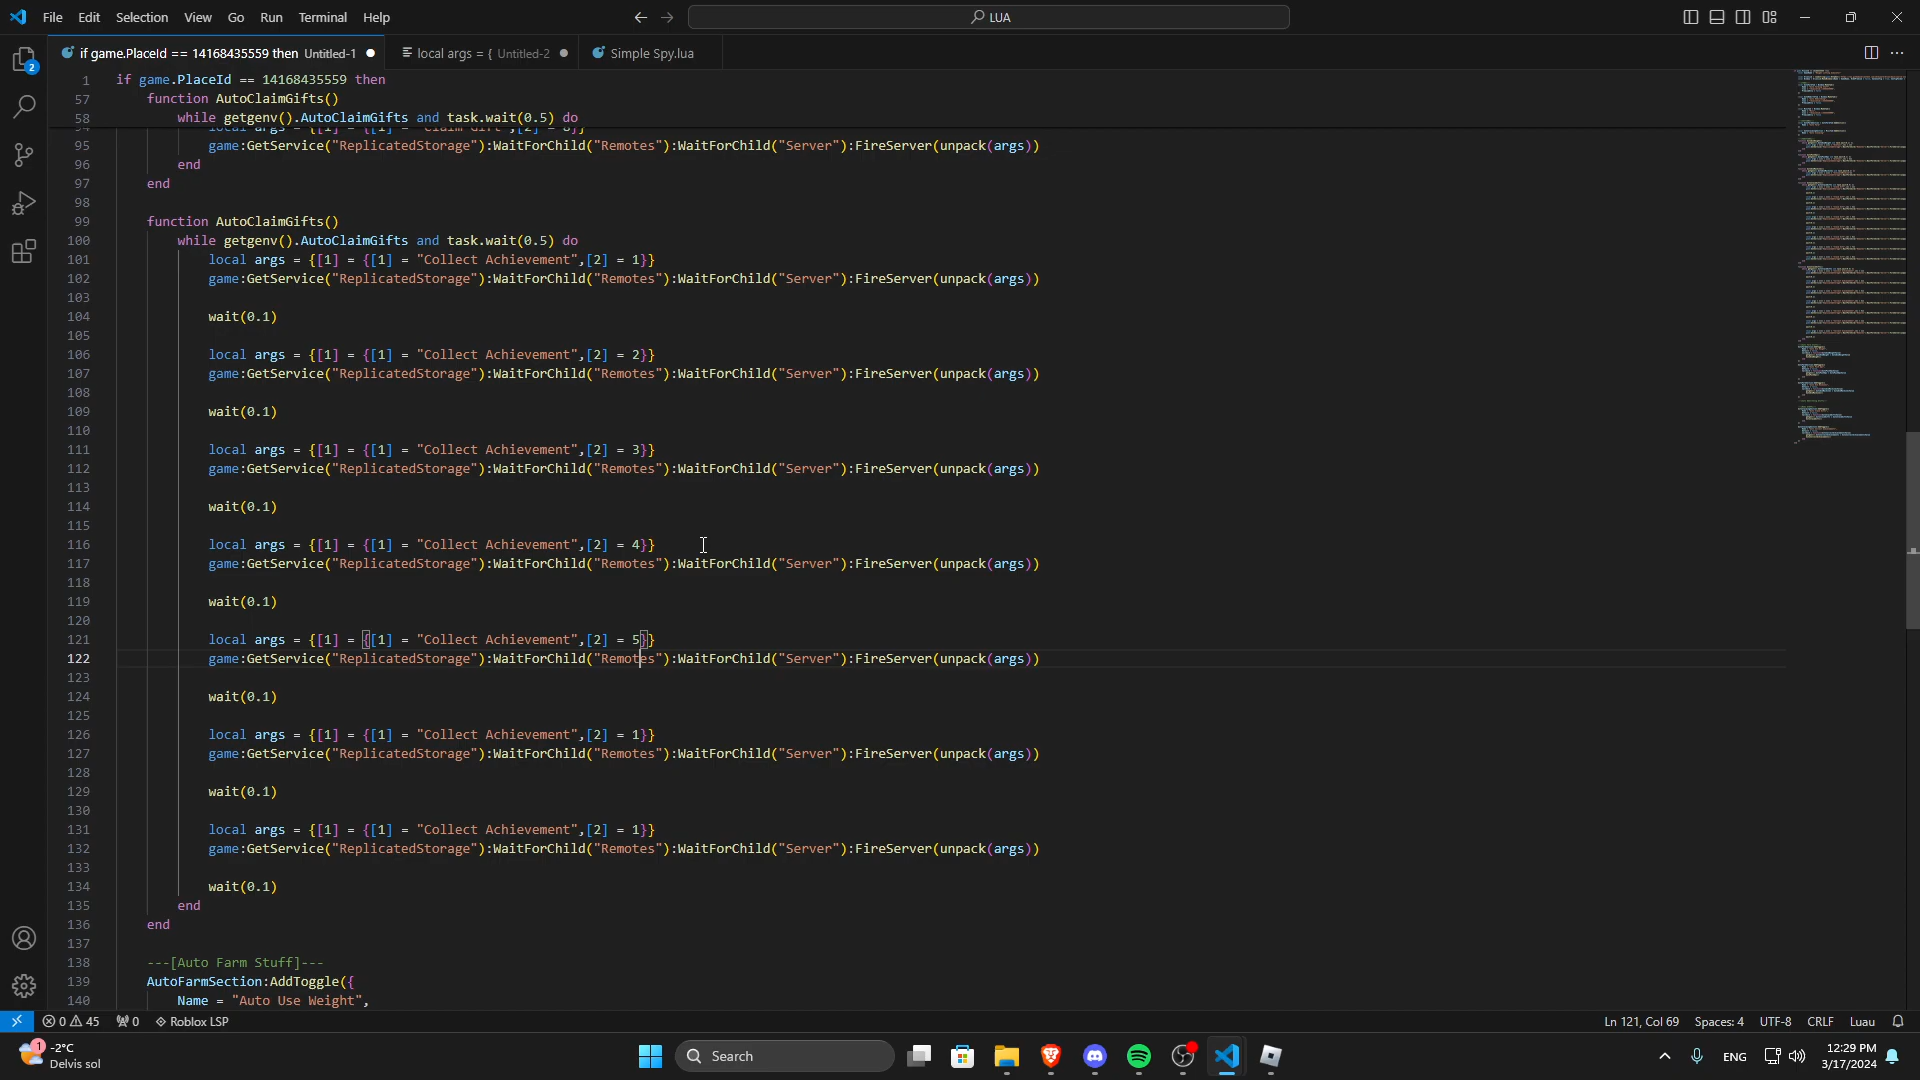 File Edit Selection View Go Run Terminal Help
LUA
if game.PlaceId == 14168435559 then Untitled-1
local args = { Untitled-2
Simple Spy.lua
2
1 if game.PlaceId == 14168435559 then
57 function AutoClaimGifts()
58 while getgenv().AutoClaimGifts and task.wait(0.5) do
94 local args = {[1] = {[1] = "Claim Gift",[2] = 8}}
95 game:GetService("ReplicatedStorage"):WaitForChild("Remotes"):WaitForChild("Server"):FireServer(unpack(args))
96 end
97 end
98
99 function AutoClaimGifts()
100 while getgenv().AutoClaimGifts and task.wait(0.5) do
101 local args = {[1] = {[1] = "Collect Achievement",[2] = 1}}
102 game:GetService("ReplicatedStorage"):WaitForChild("Remotes"):WaitForChild("Server"):FireServer(unpack(args))
103
104 wait(0.1)
105
106 local args = {[1] = {[1] = "Collect Achievement",[2] = 2}}
107 game:GetService("ReplicatedStorage"):WaitForChild("Remotes"):WaitForChild("Server"):FireServer(unpack(args))
108
109 wait(0.1)
110
111 local args = {[1] = {[1] = "Collect Achievement",[2] = 3}}
112 game:GetService("ReplicatedStorage"):WaitForChild("Remotes"):WaitForChild("Server"):FireServer(unpack(args))
113
114 wait(0.1)
115
116 local args = {[1] = {[1] = "Collect Achievement",[2] = 4}}
117 game:GetService("ReplicatedStorage"):WaitForChild("Remotes"):WaitForChild("Server"):FireServer(unpack(args))
118
119 wait(0.1)
120
121 local args = {[1] = {[1] = "Collect Achievement",[2] = 5}}
122 game:GetService("ReplicatedStorage"):WaitForChild("Remotes"):WaitForChild("Server"):FireServer(unpack(args))
123
124 wait(0.1)
125
126 local args = {[1] = {[1] = "Collect Achievement",[2] = 1}}
127 game:GetService("ReplicatedStorage"):WaitForChild("Remotes"):WaitForChild("Server"):FireServer(unpack(args))
128
129 wait(0.1)
130
131 local args = {[1] = {[1] = "Collect Achievement",[2] = 1}}
132 game:GetService("ReplicatedStorage"):WaitForChild("Remotes"):WaitForChild("Server"):FireServer(unpack(args))
133
134 wait(0.1)
135 end
136 end
137
138 ---[Auto Farm Stuff]---
139 AutoFarmSection:AddToggle({
140 Name = "Auto Use Weight",
0 45 0 Roblox LSP
Ln 121, Col 69 Spaces: 4 UTF-8 CRLF Luau
1
-2°C
Delvis sol
Search
ENG
12:29 PM
3/17/2024